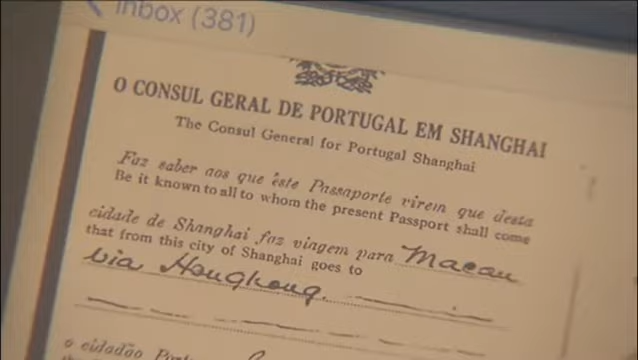 Inbox (381)
O CONSUL GERAL DE PORTUGAL EM SHANGHAI
The Consul General for Portugal Shanghai
Faz saber aos que êste Passaporte virem que desta
Be it known to all to whom the present Passport shall come
cidade de Shanghai faz viagem para Macau
that from this city of Shanghai goes to
via Hongkong.
o cidadão